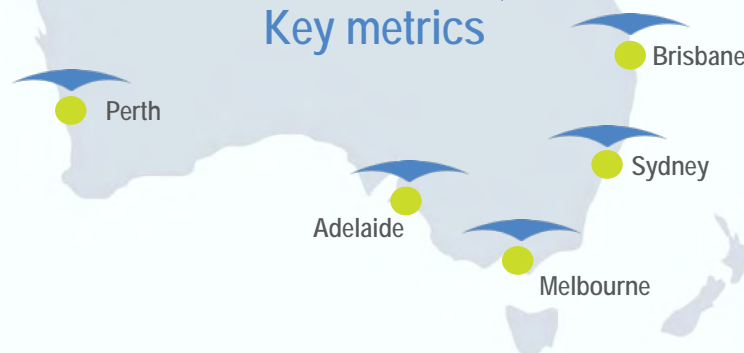 Key metrics
Brisbane
Perth
Sydney
Adelaide
Melbourne